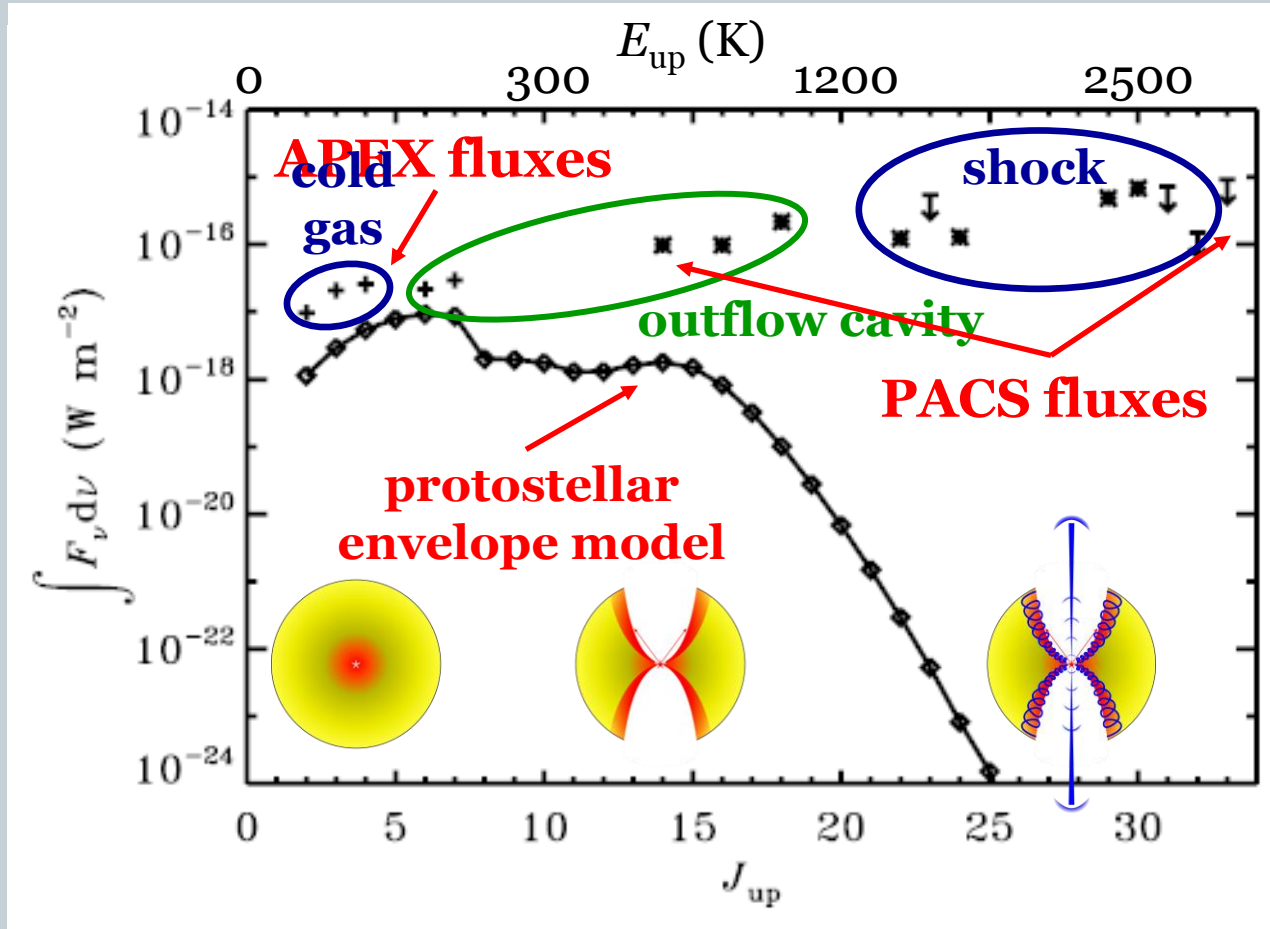 E_up (K)
0 300 1200 2500
10^−14
APEX fluxes
cold
gas
shock
10^−16
outflow cavity
10^−18
PACS fluxes
protostellar
envelope model
10^−20
10^−22
10^−24
∫ F_ν dν (W m^−2)
0 5 10 15 20 25 30
J_up